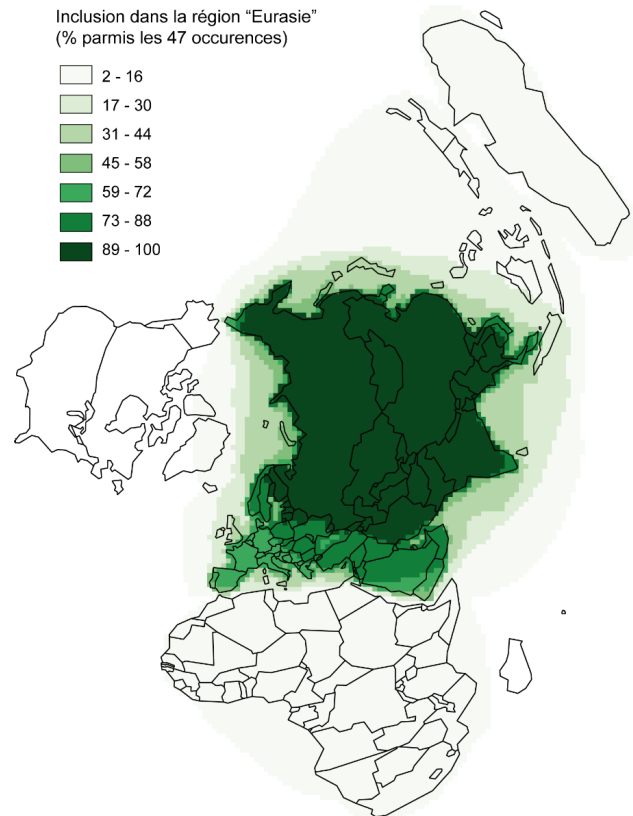 Inclusion dans la région “Eurasie”
(% parmis les 47 occurences)
2 - 16
17 - 30
31 - 44
45 - 58
59 - 72
73 - 88
89 - 100